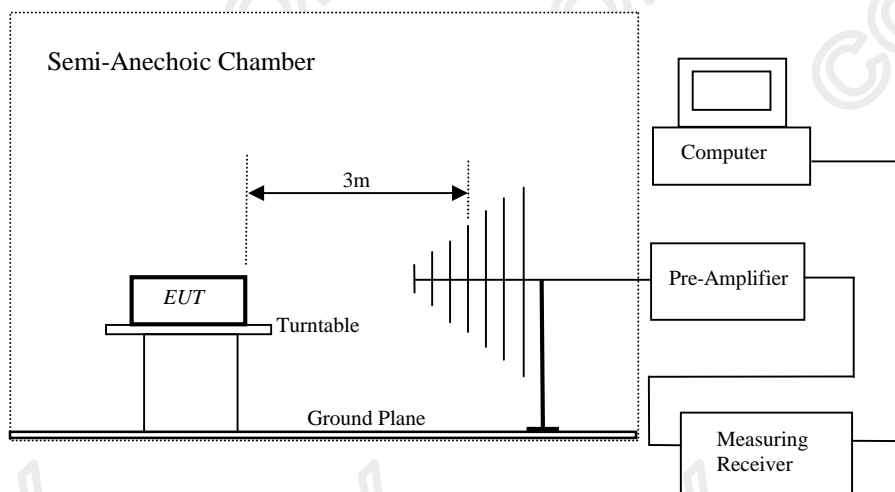 Semi-Anechoic Chamber
3m
EUT
Turntable
Ground Plane
Computer
Pre-Amplifier
Measuring
Receiver